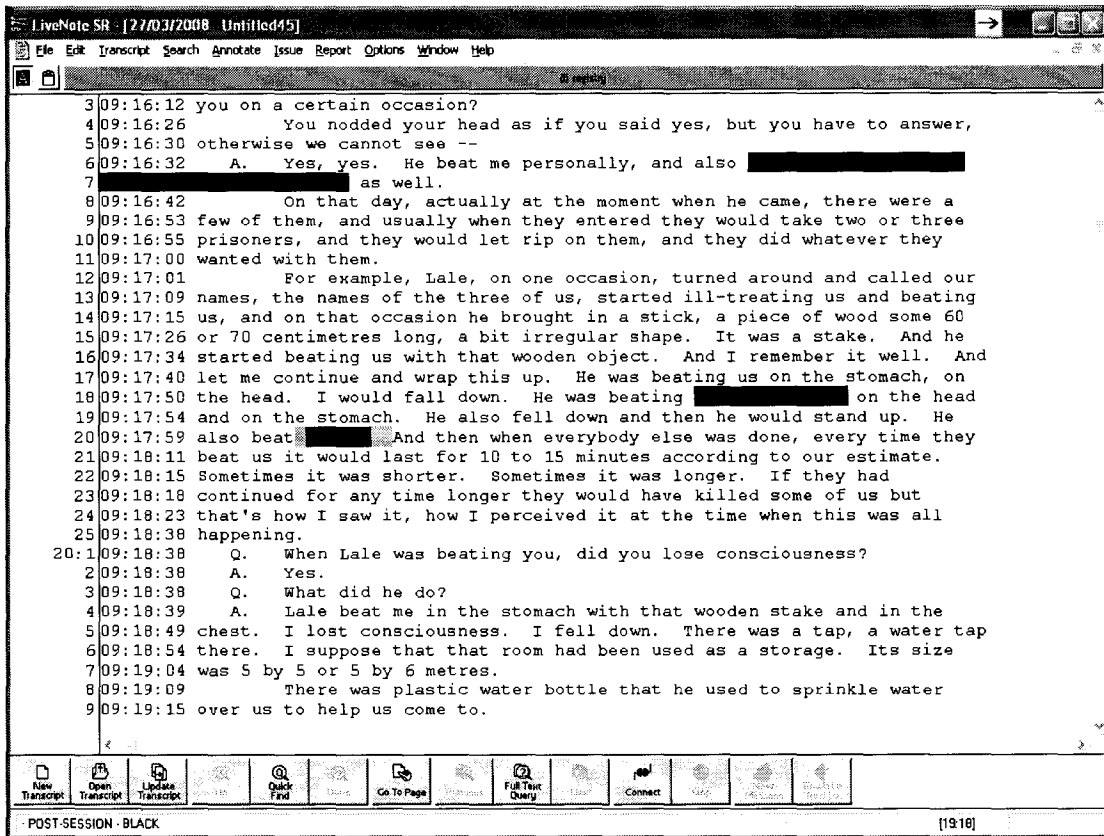 LiveNote SR - [27/03/2008 Untitled45]
File Edit Transcript Search Annotate Issue Report Options Window Help
3 09:16:12 you on a certain occasion?
4 09:16:26 You nodded your head as if you said yes, but you have to answer,
5 09:16:30 otherwise we cannot see --
6 09:16:32 A. Yes, yes. He beat me personally, and also
7 as well.
8 09:16:42 On that day, actually at the moment when he came, there were a
9 09:16:53 few of them, and usually when they entered they would take two or three
10 09:16:55 prisoners, and they would let rip on them, and they did whatever they
11 09:17:00 wanted with them.
12 09:17:01 For example, Lale, on one occasion, turned around and called our
13 09:17:09 names, the names of the three of us, started ill-treating us and beating
14 09:17:15 us, and on that occasion he brought in a stick, a piece of wood some 60
15 09:17:26 or 70 centimetres long, a bit irregular shape. It was a stake. And he
16 09:17:34 started beating us with that wooden object. And I remember it well. And
17 09:17:40 let me continue and wrap this up. He was beating us on the stomach, on
18 09:17:50 the head. I would fall down. He was beating on the head
19 09:17:54 and on the stomach. He also fell down and then he would stand up. He
20 09:17:59 also beat And then when everybody else was done, every time they
21 09:18:11 beat us it would last for 10 to 15 minutes according to our estimate.
22 09:18:15 Sometimes it was shorter. Sometimes it was longer. If they had
23 09:18:18 continued for any time longer they would have killed some of us but
24 09:18:23 that's how I saw it, how I perceived it at the time when this was all
25 09:18:38 happening.
20:1 09:18:38 Q. When Lale was beating you, did you lose consciousness?
2 09:18:38 A. Yes.
3 09:18:38 Q. What did he do?
4 09:18:39 A. Lale beat me in the stomach with that wooden stake and in the
5 09:18:49 chest. I lost consciousness. I fell down. There was a tap, a water tap
6 09:18:54 there. I suppose that that room had been used as a storage. Its size
7 09:19:04 was 5 by 5 or 5 by 6 metres.
8 09:19:09 There was plastic water bottle that he used to sprinkle water
9 09:19:15 over us to help us come to.
New Transcript Open Transcript Update Transcript Quick Find Go To Page Full Text Query Connect
- POST-SESSION - BLACK [19:18]